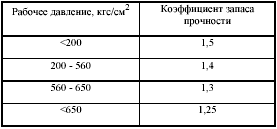 Рабочее давление, кгс/см² Коэффициент запаса
прочности
<200 1,5
200 - 560 1,4
560 - 650 1,3
<650 1,25